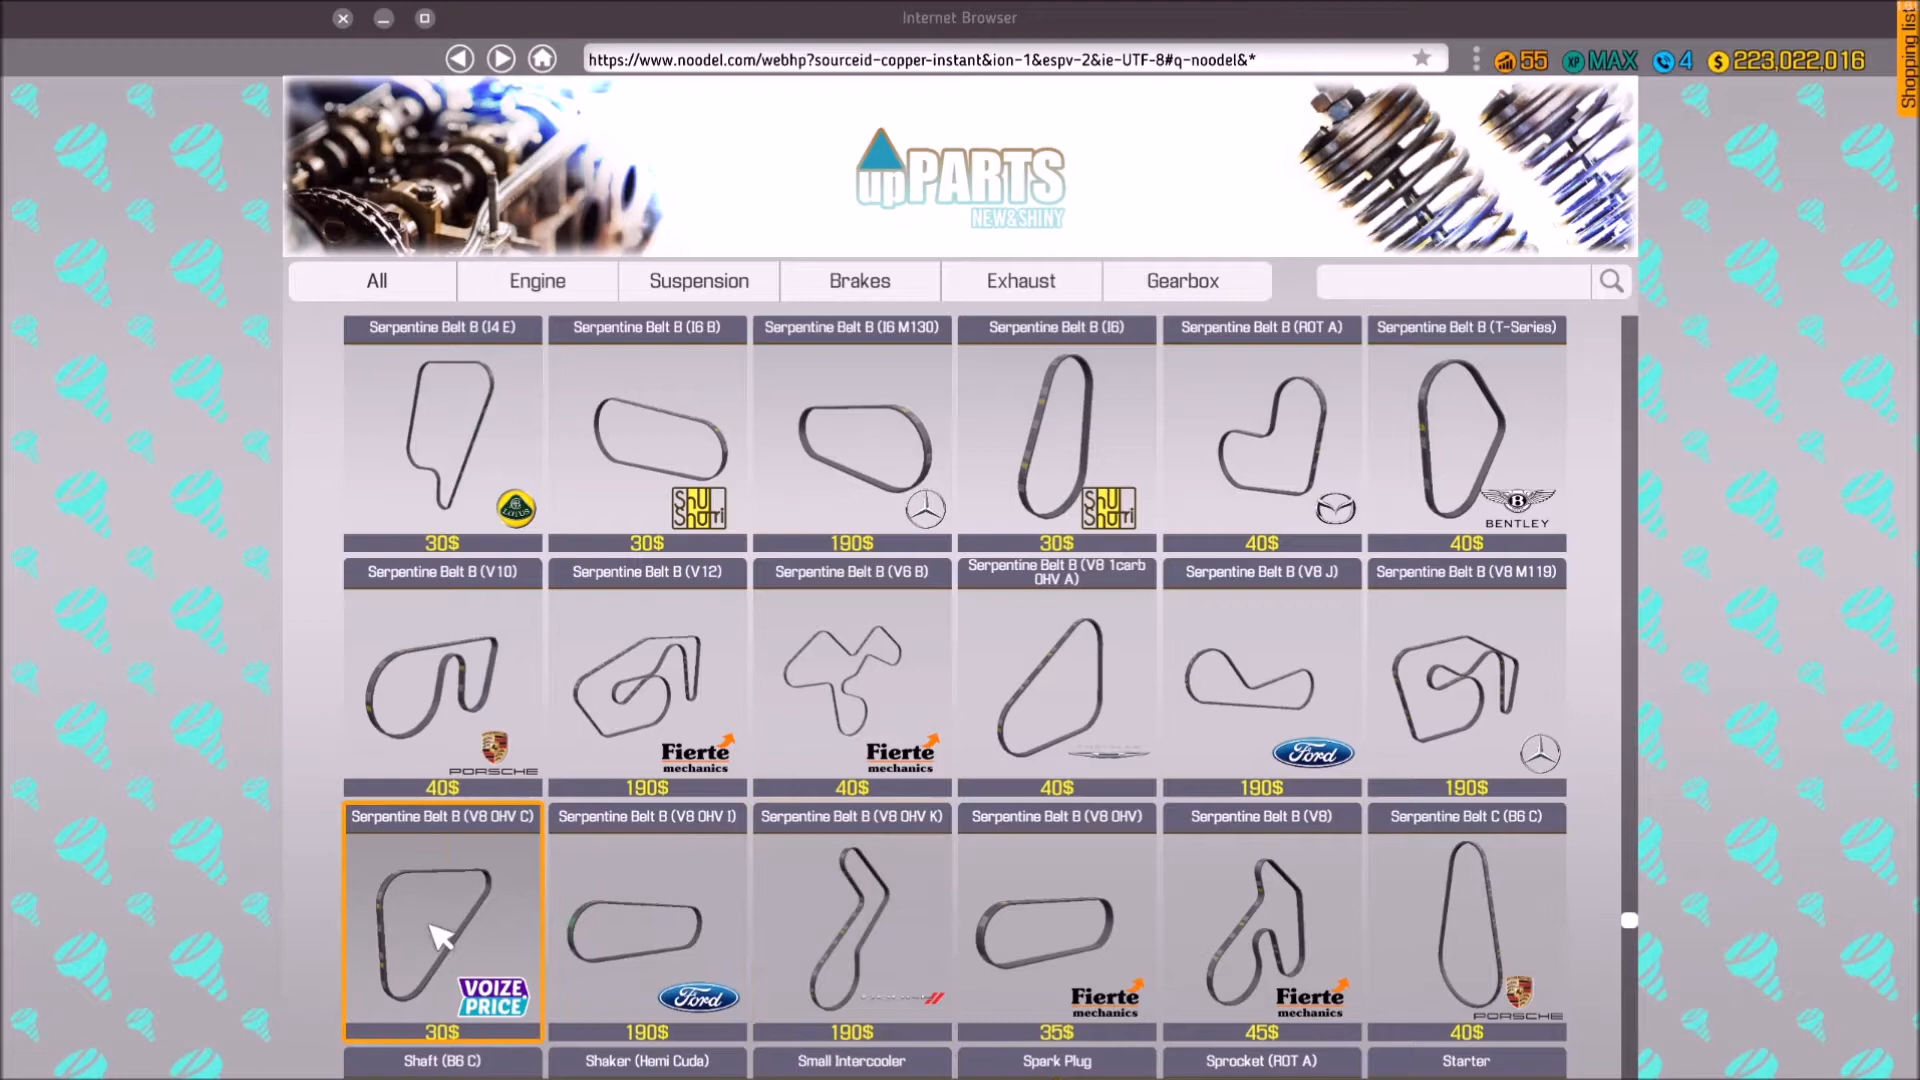 Internet Browser
Shopping list
https://www.noodel.com/webhp?sourceid-copper-instant&ion-1&espv-2&ie-UTF-8#q-noodel&*
55
XP MAX
4
$ 223,022,016
upPARTS
NEW&SHINY
All
Engine
Suspension
Brakes
Exhaust
Gearbox
Serpentine Belt B (I4 E)
Serpentine Belt B (I6 B)
Serpentine Belt B (I6 M130)
Serpentine Belt B (I6)
Serpentine Belt B (ROT A)
Serpentine Belt B (T-Series)
LOTUS
Shut
Shurri
Shut
Shurri
B
BENTLEY
30$
30$
190$
30$
40$
40$
Serpentine Belt B (V10)
Serpentine Belt B (V12)
Serpentine Belt B (V6 B)
Serpentine Belt B (V8 1carb
OHV A)
Serpentine Belt B (V8 J)
Serpentine Belt B (V8 M119)
PORSCHE
Fierte
mechanics
Fierte
mechanics
CHRYSLER
Ford
40$
190$
40$
40$
190$
190$
Serpentine Belt B (V8 OHV C)
Serpentine Belt B (V8 OHV I)
Serpentine Belt B (V8 OHV K)
Serpentine Belt B (V8 OHV)
Serpentine Belt B (V8)
Serpentine Belt C (B6 C)
VOIZE
PRICE
Ford
Fierte
mechanics
Fierte
mechanics
PORSCHE
30$
190$
190$
35$
45$
40$
Shaft (B6 C)
Shaker (Hemi Cuda)
Small Intercooler
Spark Plug
Sprocket (ROT A)
Starter